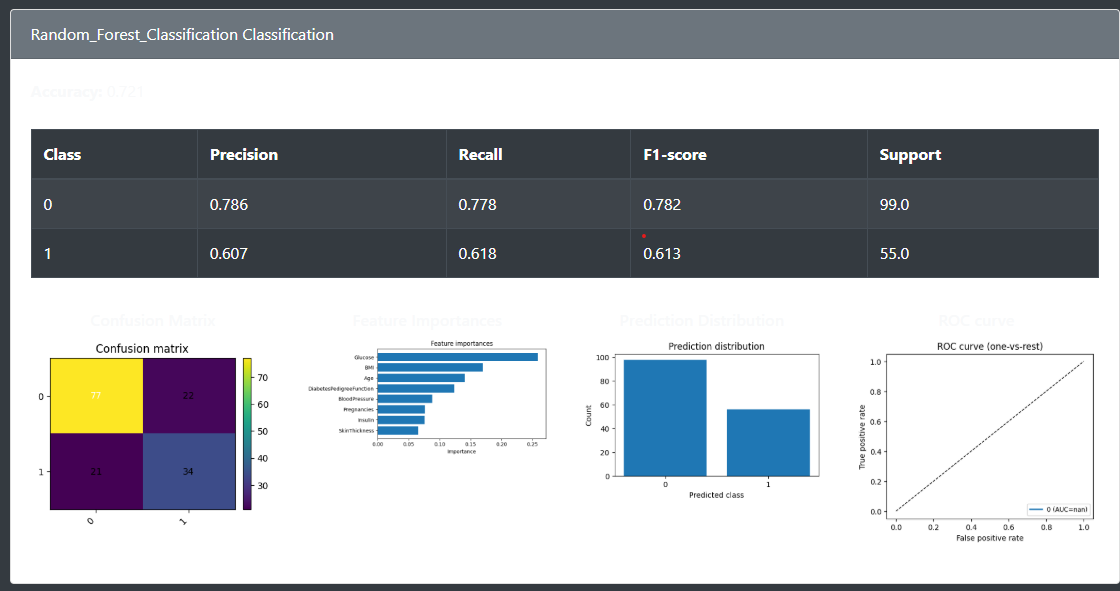 Random_Forest_Classification Classification
Accuracy: 0.721
Class Precision Recall F1-score Support
0 0.786 0.778 0.782 99.0
1 0.607 0.618 0.613 55.0
Confusion Matrix
Feature Importances
Prediction Distribution
ROC curve
Confusion matrix
0
1
77
22
21
34
0
1
70
60
50
40
30
Feature importances
Glucose
BMI
Age
DiabetesPedigreeFunction
BloodPressure
Pregnancies
Insulin
SkinThickness
0.00 0.05 0.10 0.15 0.20 0.25
Importance
Prediction distribution
Count
100
80
60
40
20
0
0 1
Predicted class
ROC curve (one-vs-rest)
True positive rate
1.0
0.8
0.6
0.4
0.2
0.0
0 (AUC=nan)
0.0 0.2 0.4 0.6 0.8 1.0
False positive rate